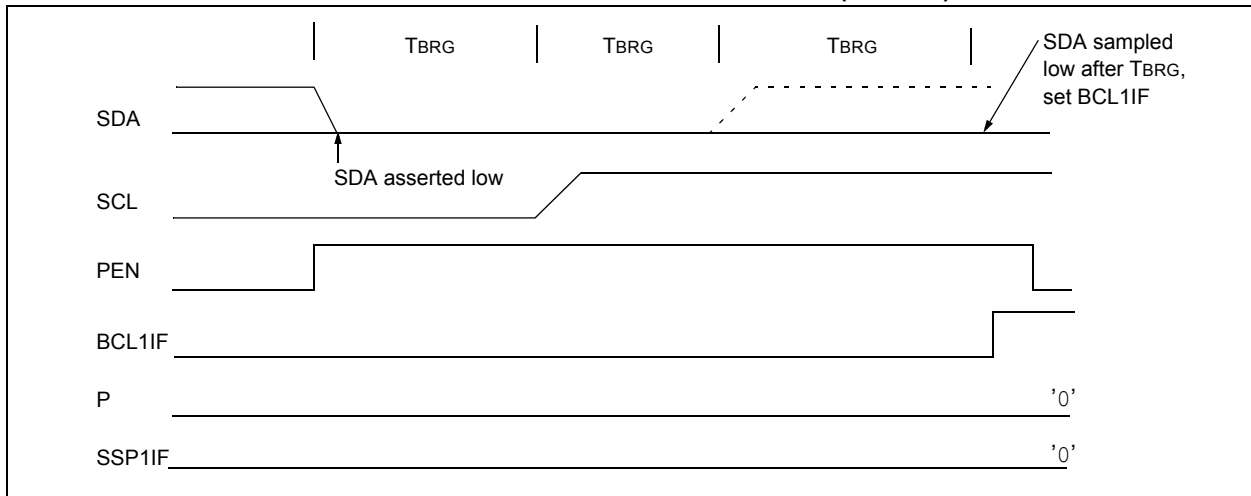 TBRG TBRG TBRG
SDA sampled
low after TBRG,
set BCL1IF
SDA
SDA asserted low
SCL
PEN
BCL1IF
P '0'
SSP1IF '0'